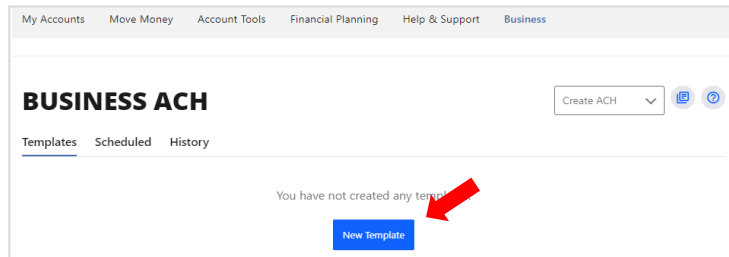 My Accounts Move Money Account Tools Financial Planning Help & Support Business
BUSINESS ACH
Create ACH
Templates Scheduled History
You have not created any
New Template